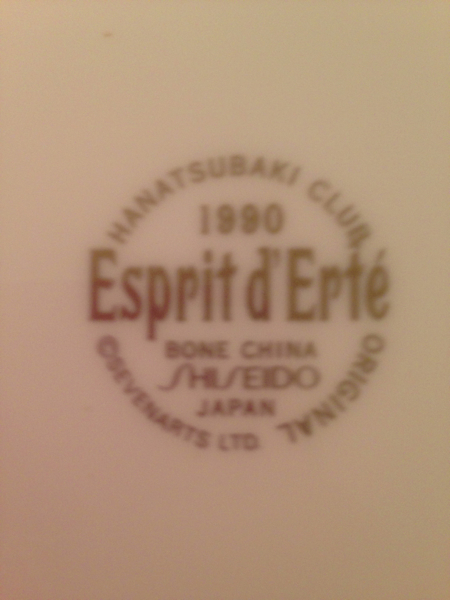 HANATSUBAKI CLUB
1990
Esprit d'Erté
BONE CHINA
SHISEIDO
JAPAN
ORIGINAL
©SEVENARTS LTD.